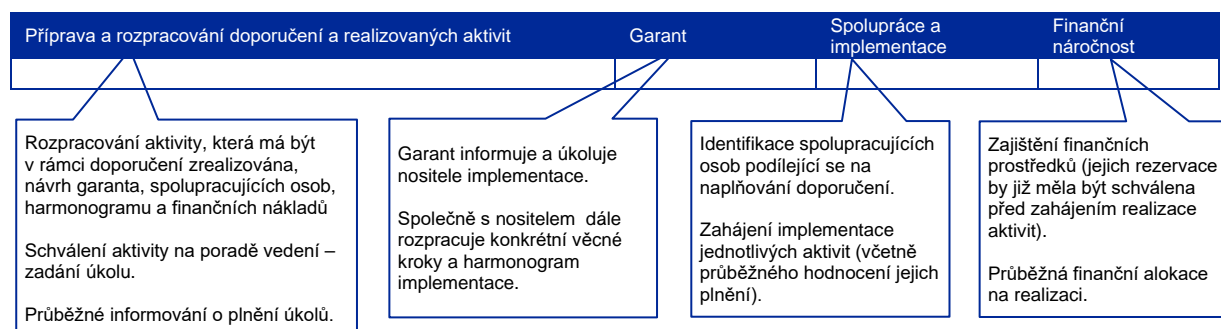 Příprava a rozpracování doporučení a realizovaných aktivit
Garant
Spolupráce a
implementace
Finanční
náročnost
Rozpracování aktivity, která má být
v rámci doporučení zrealizována,
návrh garanta, spolupracujících osob,
harmonogramu a finančních nákladů
Schválení aktivity na poradě vedení –
zadání úkolu.
Průběžné informování o plnění úkolů.
Garant informuje a úkoluje
nositele implementace.
Společně s nositelem dále
rozpracuje konkrétní věcné
kroky a harmonogram
implementace.
Identifikace spolupracujících
osob podílející se na
naplňování doporučení.
Zahájení implementace
jednotlivých aktivit (včetně
průběžného hodnocení jejich
plnění).
Zajištění finančních
prostředků (jejich rezervace
by již měla být schválena
před zahájením realizace
aktivit).
Průběžná finanční alokace
na realizaci.